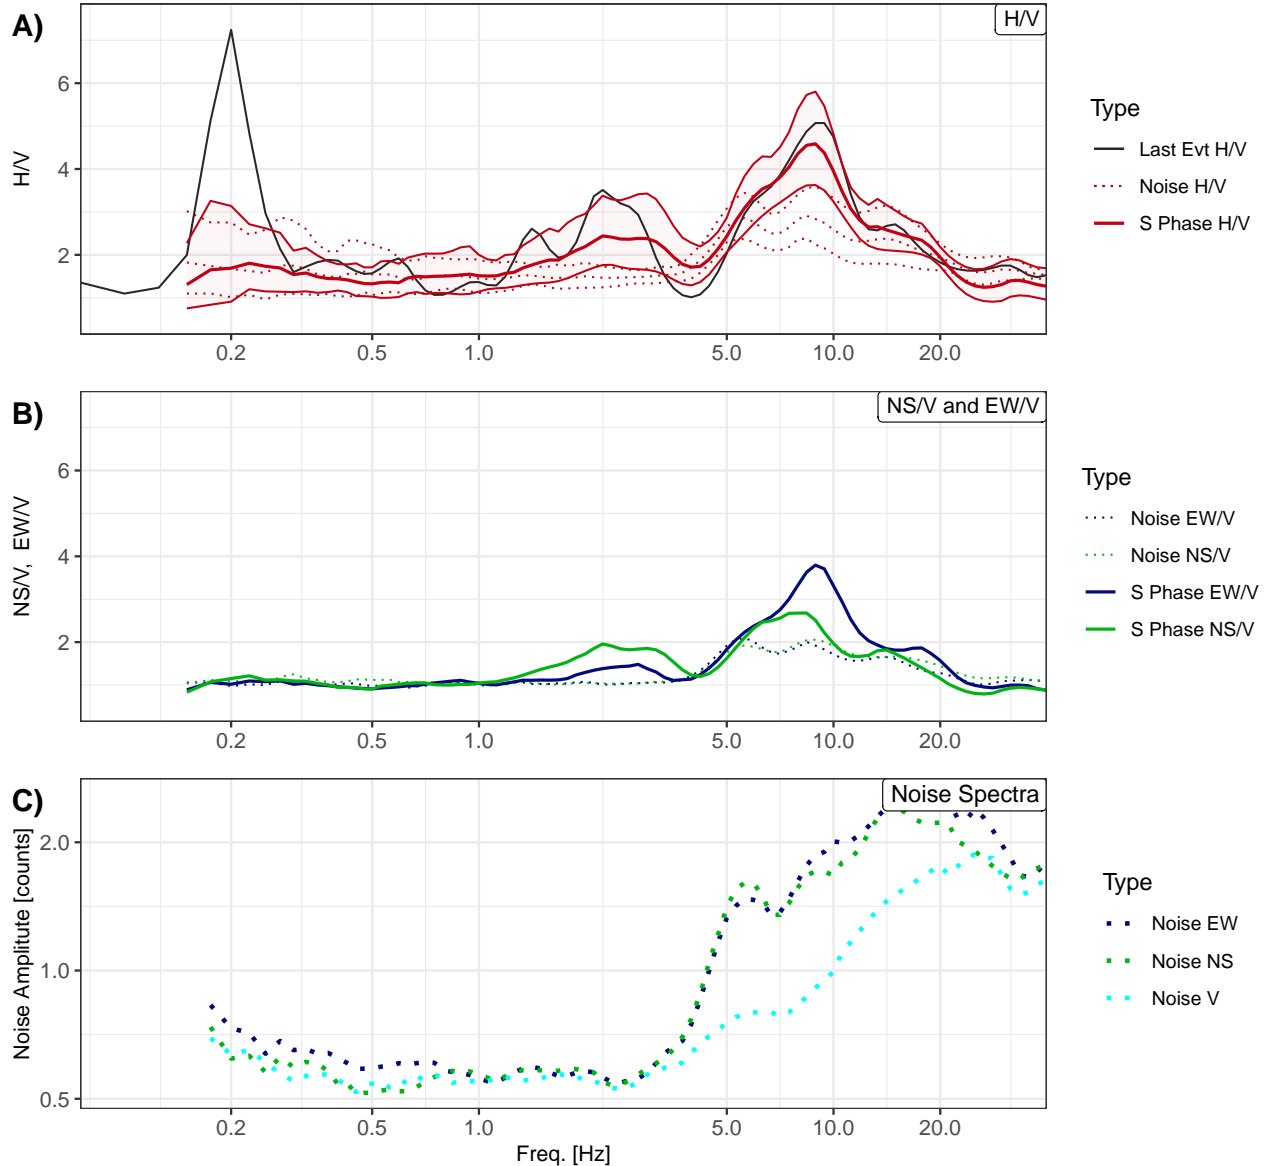 A)
H/V
6
4
2
H/V
0.2 0.5 1.0 5.0 10.0 20.0
Type
Last Evt H/V
Noise H/V
S Phase H/V
B)
NS/V and EW/V
6
4
2
NS/V, EW/V
0.2 0.5 1.0 5.0 10.0 20.0
Type
Noise EW/V
Noise NS/V
S Phase EW/V
S Phase NS/V
C)
Noise Spectra
2.0
1.0
0.5
Noise Amplitute [counts]
0.2 0.5 1.0 5.0 10.0 20.0
Freq. [Hz]
Type
Noise EW
Noise NS
Noise V